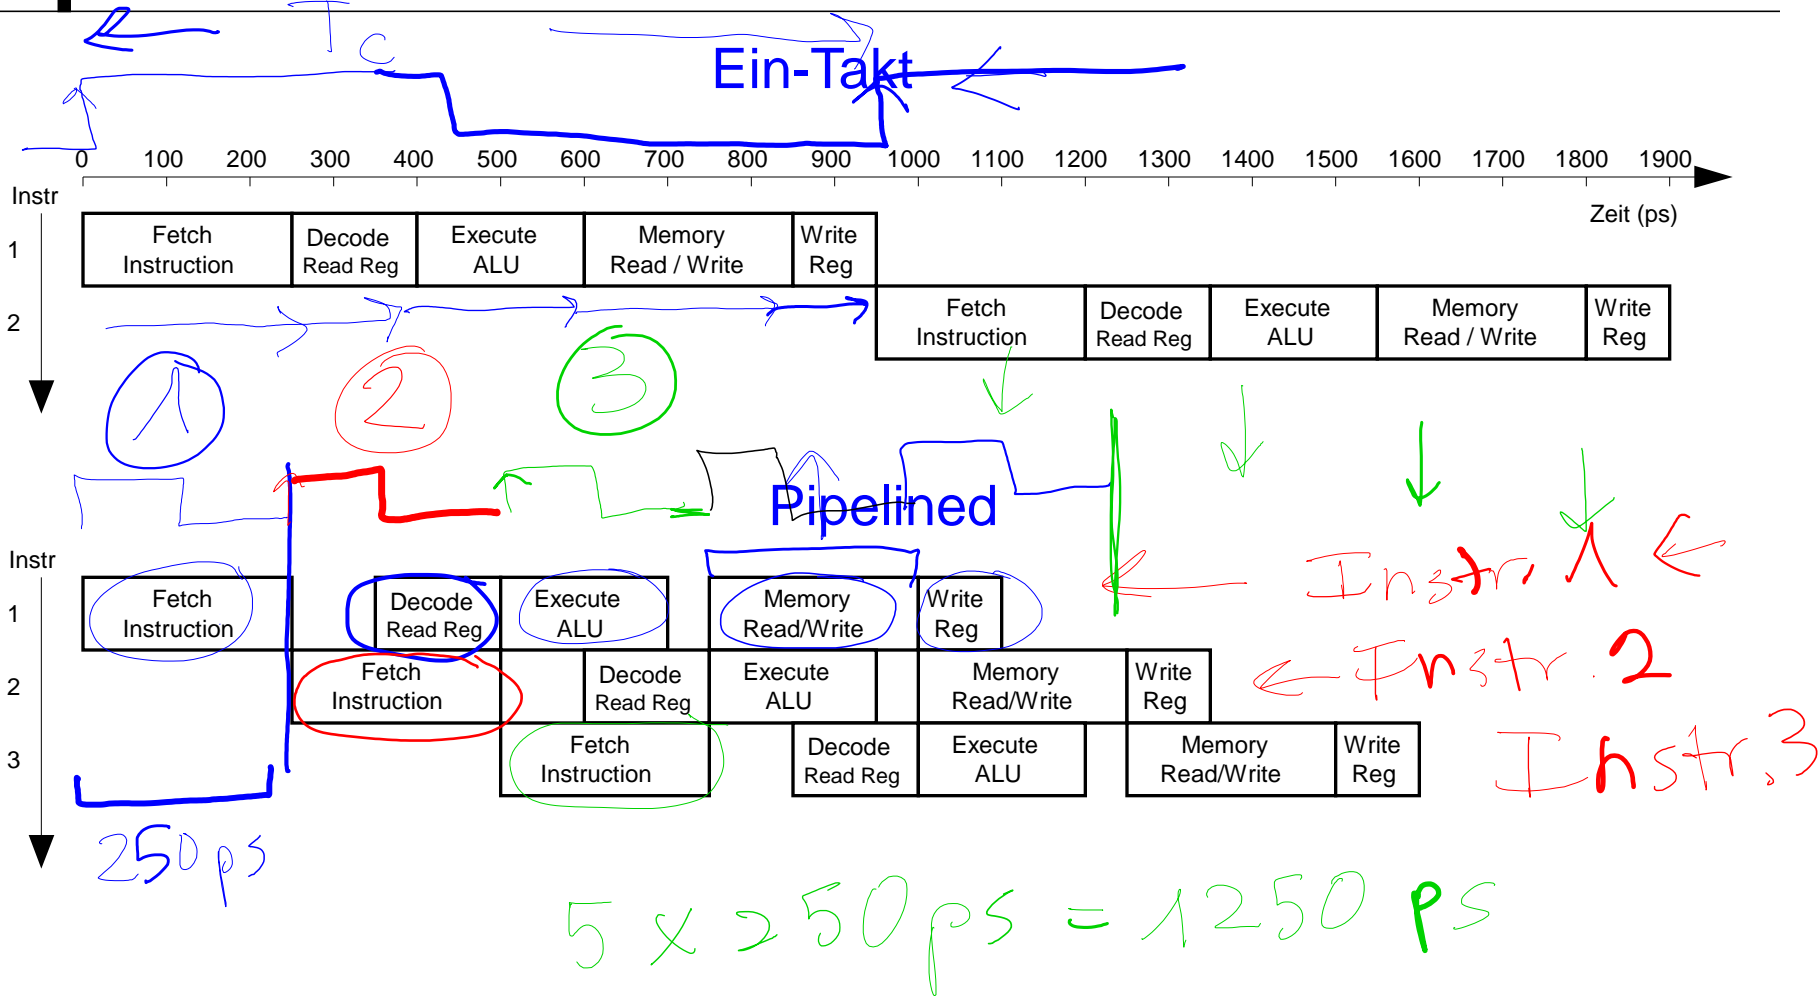 Tc
Ein-Takt
0 100 200 300 400 500 600 700 800 900 1000 1100 1200 1300 1400 1500 1600 1700 1800 1900
Instr
Zeit (ps)
1
Fetch Instruction
Decode Read Reg
Execute ALU
Memory Read / Write
Write Reg
2
Fetch Instruction
Decode Read Reg
Execute ALU
Memory Read / Write
Write Reg
1 2 3
Pipelined
Instr
1
Fetch Instruction
Decode Read Reg
Execute ALU
Memory Read/Write
Write Reg
Instr. 1
2
Fetch Instruction
Decode Read Reg
Execute ALU
Memory Read/Write
Write Reg
Instr. 2
3
Fetch Instruction
Decode Read Reg
Execute ALU
Memory Read/Write
Write Reg
Instr. 3
250 ps
5 x 250 ps = 1250 ps